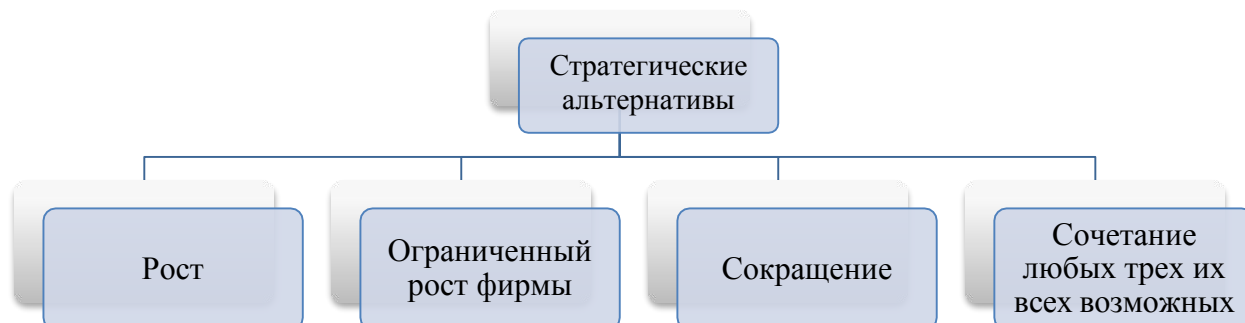 Стратегические
альтернативы
Рост
Ограниченный
рост фирмы
Сокращение
Сочетание
любых трех их
всех возможных